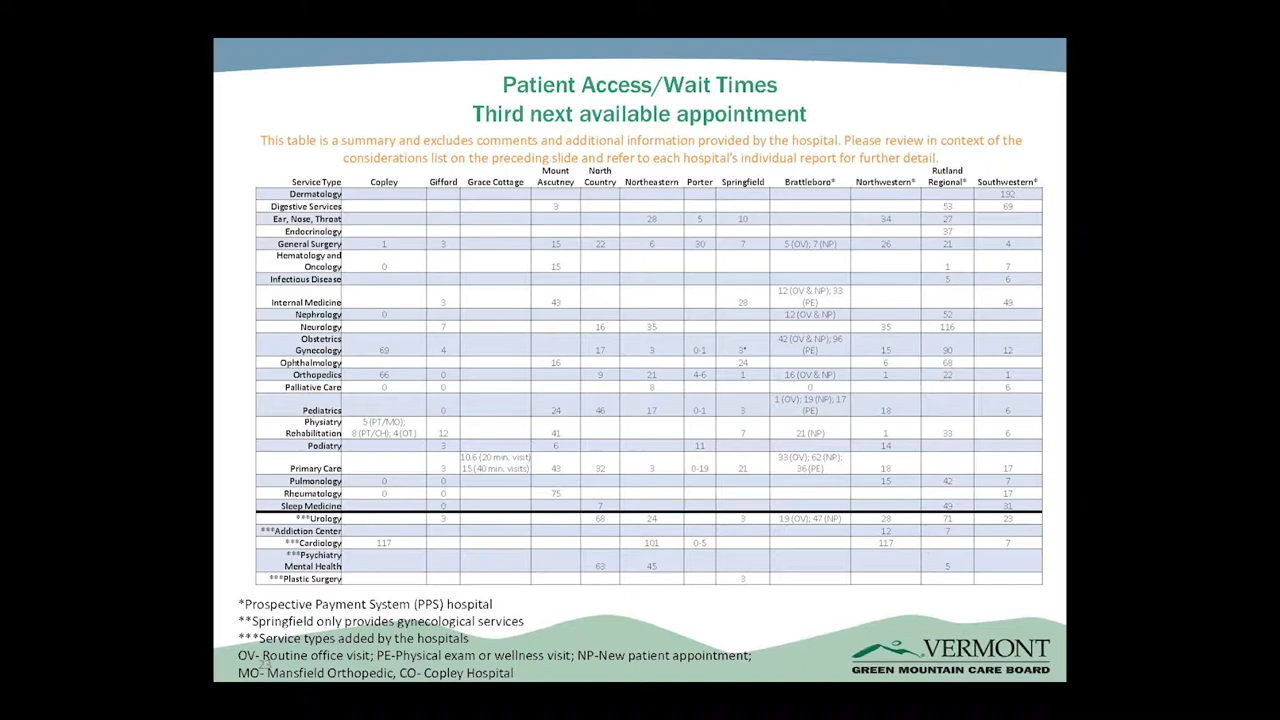 Patient Access/Wait Times
Third next available appointment
This table is a summary and excludes comments and additional information provided by the hospital. Please review in context of the
considerations list on the preceding slide and refer to each hospital's individual report for further detail.
Service Type Copley Gifford Grace Cottage Mount Ascutney North Country Northeastern Porter Springfield Brattleboro* Northwestern* Rutland Regional* Southwestern*
Dermatology 192
Digestive Services 3 53 69
Ear, Nose, Throat 28 5 10 34 27
Endocrinology 37
General Surgery 1 3 15 22 6 30 7 5 (OV); 7 (NP) 26 21 4
Hematology and
Oncology 0 15 1 7
Infectious Disease 5 6
12 (OV & NP); 33
Internal Medicine 3 43 28 (PE) 49
Nephrology 0 12 (OV & NP) 52
Neurology 7 16 35 35 116
Obstetrics 42 (OV & NP); 96
Gynecology 69 4 17 3 0-1 3* (PE) 15 90 12
Ophthalmology 16 24 6 68
Orthopedics 66 0 9 21 4-6 1 16 (OV & NP) 1 22 1
Palliative Care 0 0 8 0 6
1 (OV); 19 (NP); 17
Pediatrics 0 24 46 17 0-1 3 (PE) 18 6
Physiatry 5 (PT/MO);
Rehabilitation 8 (PT/CH); 4 (OT) 12 41 7 21 (NP) 1 33 6
Podiatry 3 6 11 14
10.6 (20 min. visit) 33 (OV); 62 (NP);
Primary Care 3 15 (40 min. visits) 43 32 3 0-19 21 36 (PE) 18 17
Pulmonology 0 0 15 42 7
Rheumatology 0 0 75 17
Sleep Medicine 0 7 49 31
***Urology 3 68 24 3 19 (OV); 47 (NP) 28 71 23
***Addiction Center 12 7
***Cardiology 117 101 0-5 117 7
***Psychiatry
Mental Health 63 45 5
***Plastic Surgery 3
*Prospective Payment System (PPS) hospital
**Springfield only provides gynecological services
***Service types added by the hospitals
OV- Routine office visit; PE-Physical exam or wellness visit; NP-New patient appointment;
MO- Mansfield Orthopedic, CO- Copley Hospital
23
VERMONT
GREEN MOUNTAIN CARE BOARD